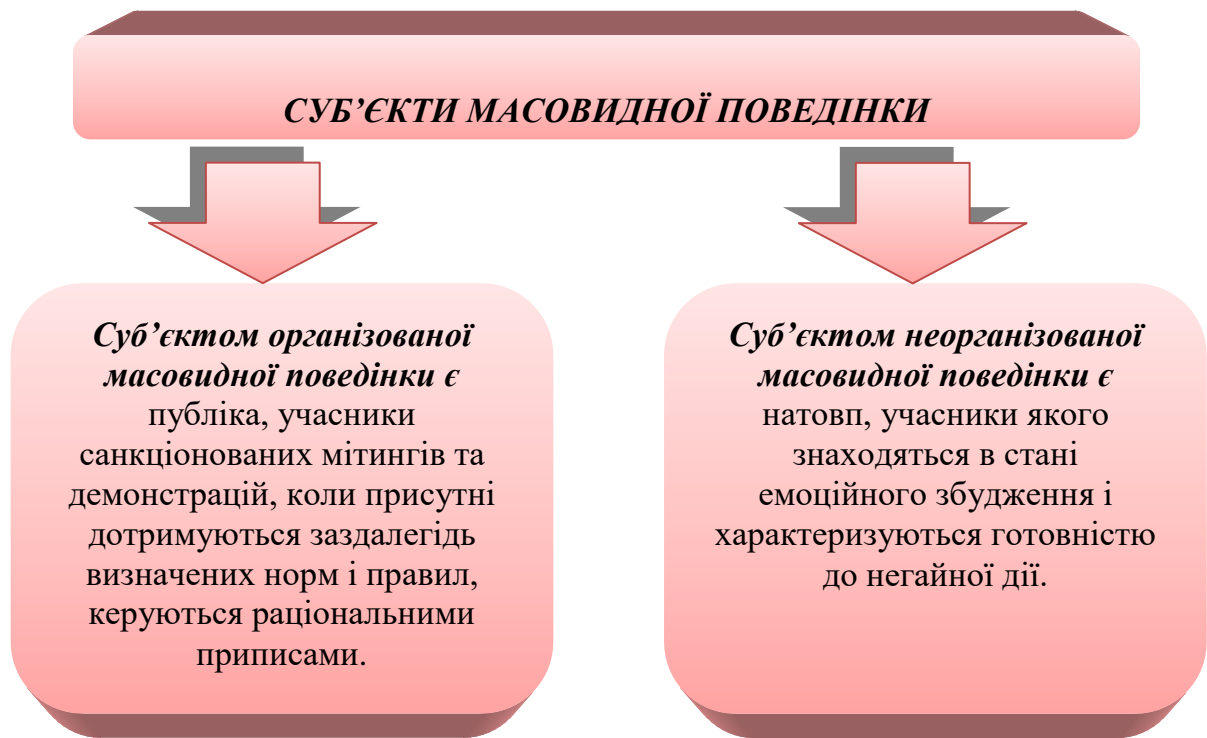 СУБ’ЄКТИ МАСОВИДНОЇ ПОВЕДІНКИ
Суб’єктом організованої
масовидної поведінки є
публіка, учасники
санкціонованих мітингів та
демонстрацій, коли присутні
дотримуються заздалегідь
визначених норм і правил,
керуються раціональними
приписами.
Суб’єктом неорганізованої
масовидної поведінки є
натовп, учасники якого
знаходяться в стані
емоційного збудження і
характеризуються готовністю
до негайної дії.